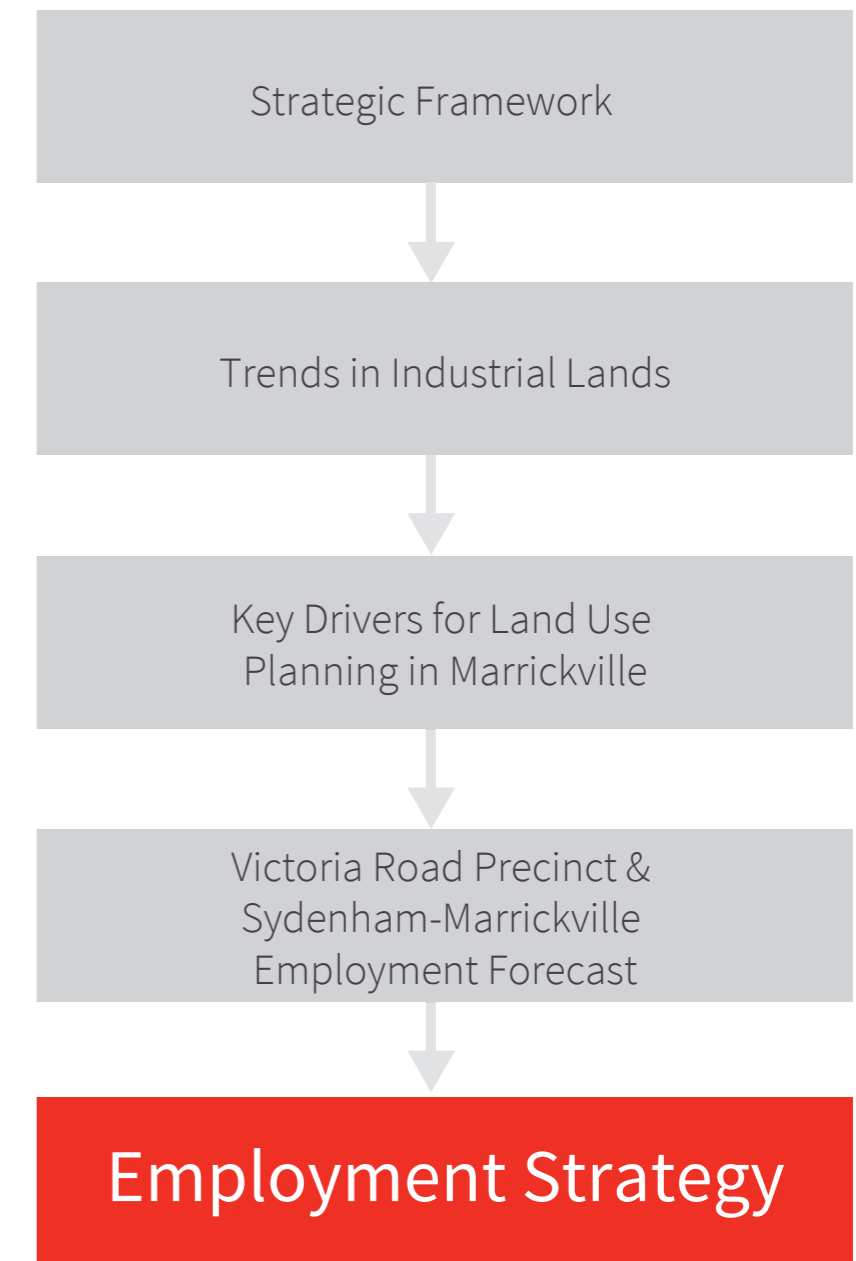 Strategic Framework
Trends in Industrial Lands
Key Drivers for Land Use
Planning in Marrickville
Victoria Road Precinct &
Sydenham-Marrickville
Employment Forecast
Employment Strategy